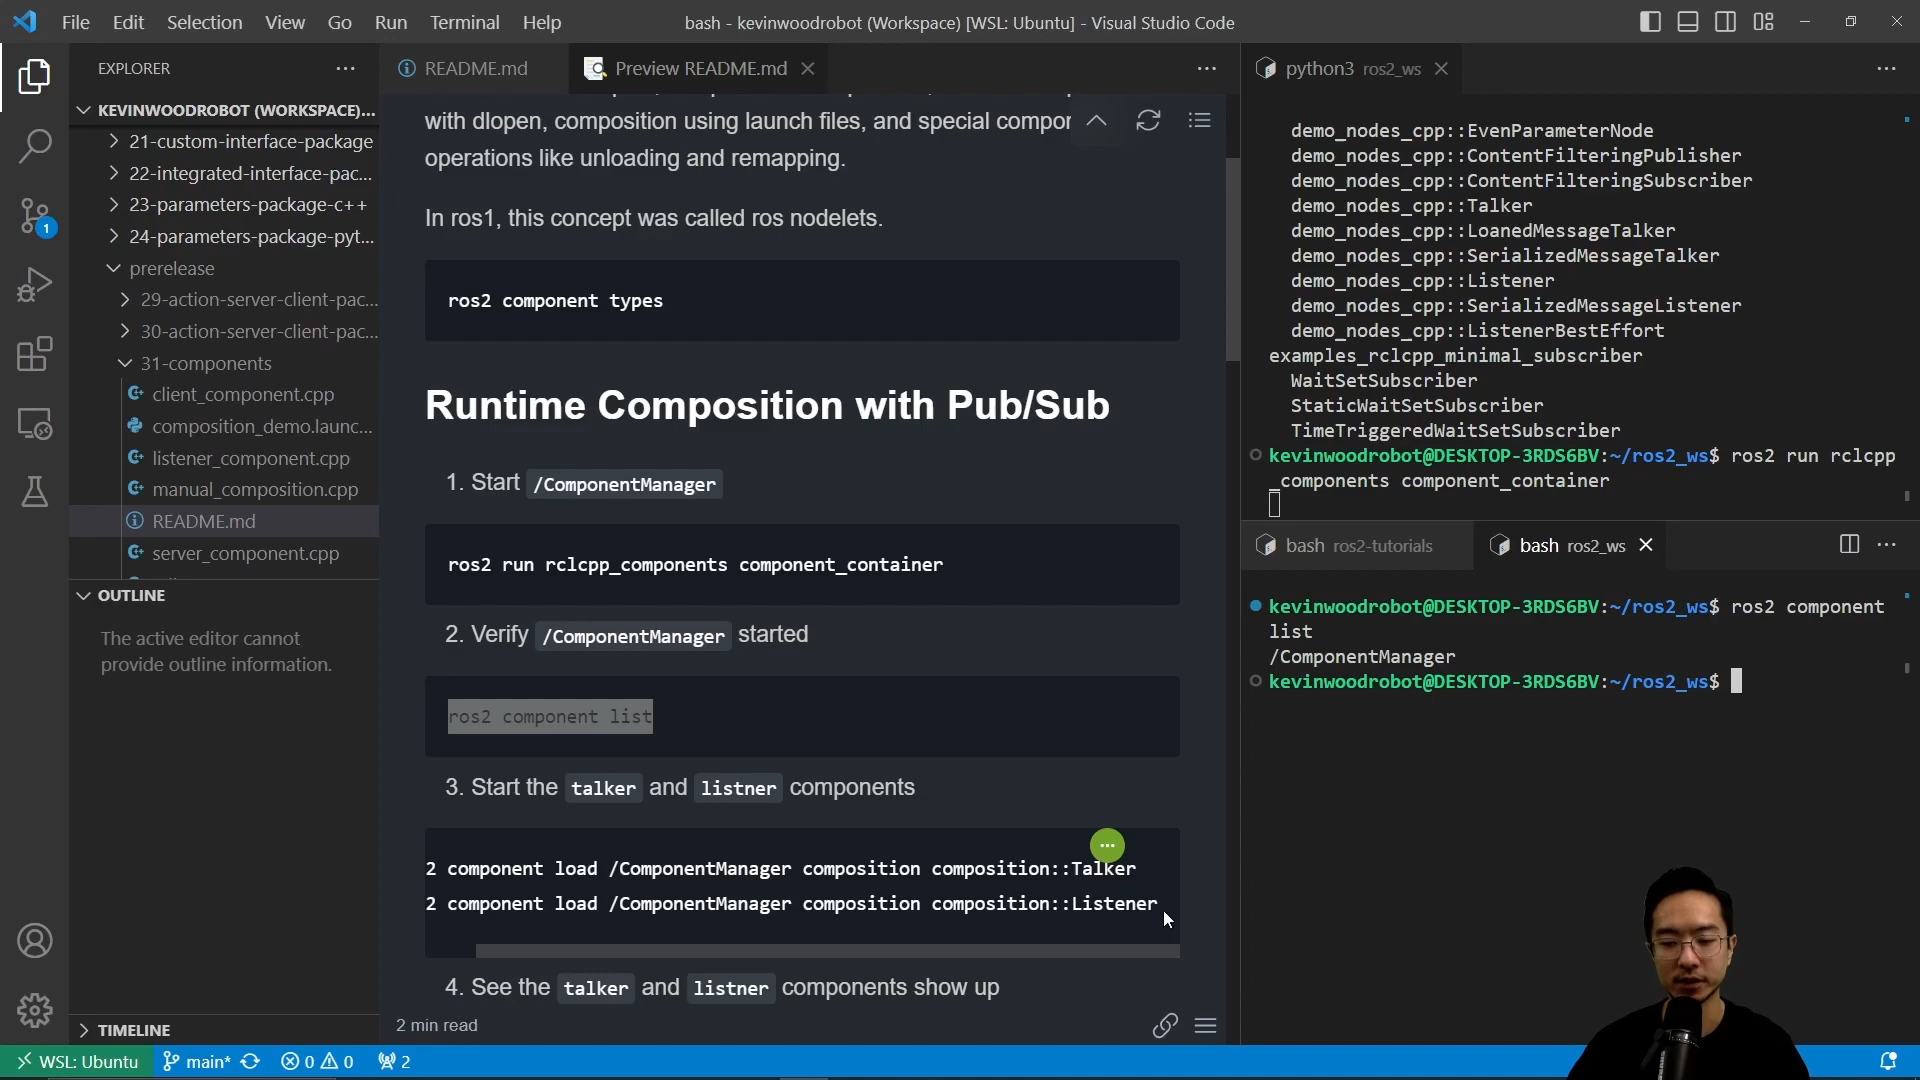 File Edit Selection View Go Run Terminal Help
bash - kevinwoodrobot (Workspace) [WSL: Ubuntu] - Visual Studio Code
EXPLORER
KEVINWOODROBOT (WORKSPACE)...
21-custom-interface-package
22-integrated-interface-pac...
23-parameters-package-c++
24-parameters-package-pyt...
prerelease
29-action-server-client-pac...
30-action-server-client-pac...
31-components
client_component.cpp
composition_demo.launc...
listener_component.cpp
manual_composition.cpp
README.md
server_component.cpp
OUTLINE
The active editor cannot
provide outline information.
TIMELINE
README.md
Preview README.md
with dlopen, composition using launch files, and special compor
operations like unloading and remapping.
In ros1, this concept was called ros nodelets.
ros2 component types
Runtime Composition with Pub/Sub
1. Start /ComponentManager
ros2 run rclcpp_components component_container
2. Verify /ComponentManager started
ros2 component list
3. Start the talker and listner components
2 component load /ComponentManager composition composition::Talker
2 component load /ComponentManager composition composition::Listener
4. See the talker and listner components show up
2 min read
python3 ros2_ws
demo_nodes_cpp::EvenParameterNode
demo_nodes_cpp::ContentFilteringPublisher
demo_nodes_cpp::ContentFilteringSubscriber
demo_nodes_cpp::Talker
demo_nodes_cpp::LoanedMessageTalker
demo_nodes_cpp::SerializedMessageTalker
demo_nodes_cpp::Listener
demo_nodes_cpp::SerializedMessageListener
demo_nodes_cpp::ListenerBestEffort
examples_rclcpp_minimal_subscriber
WaitSetSubscriber
StaticWaitSetSubscriber
TimeTriggeredWaitSetSubscriber
kevinwoodrobot@DESKTOP-3RDS6BV:~/ros2_ws$ ros2 run rclcpp
_components component_container
bash ros2-tutorials
bash ros2_ws
kevinwoodrobot@DESKTOP-3RDS6BV:~/ros2_ws$ ros2 component
list
/ComponentManager
kevinwoodrobot@DESKTOP-3RDS6BV:~/ros2_ws$
1
WSL: Ubuntu main* 0 0 2